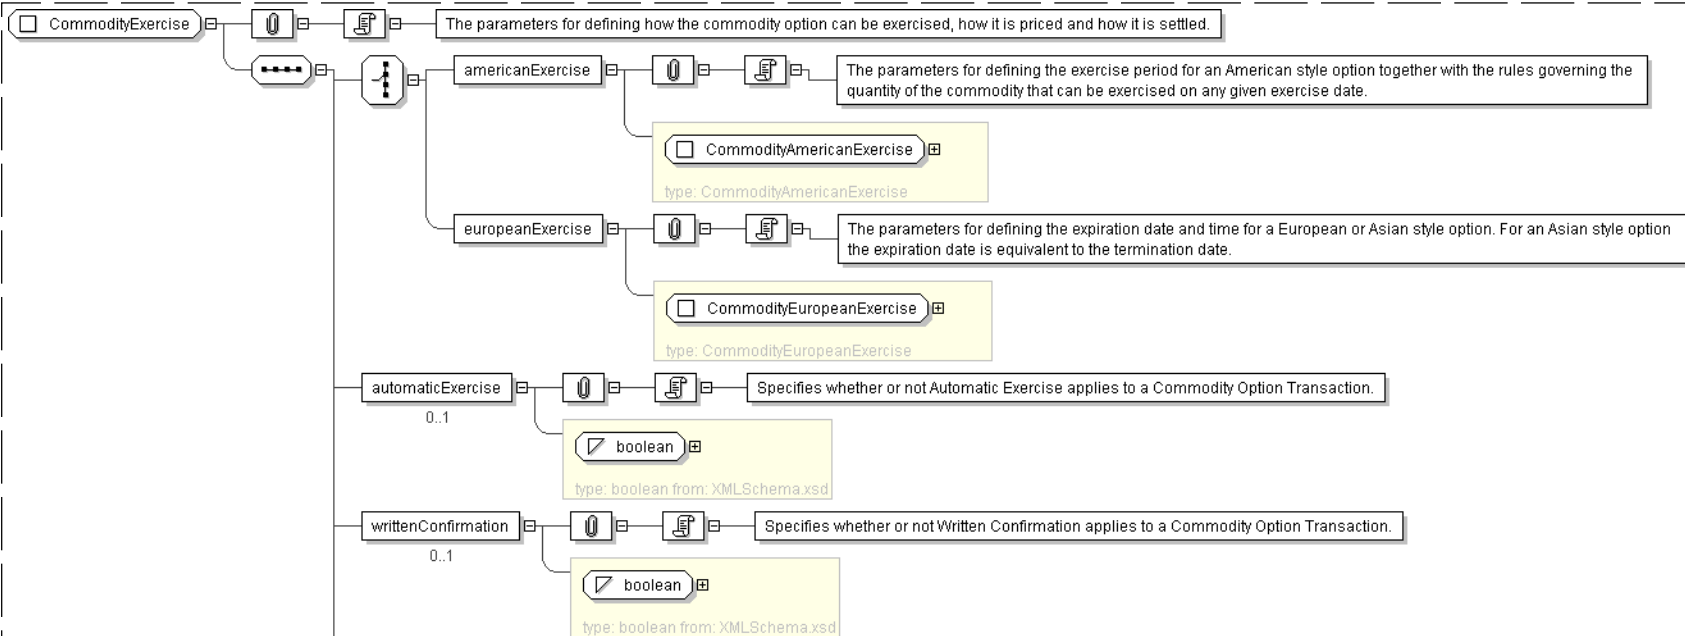 CommodityExercise
The parameters for defining how the commodity option can be exercised, how it is priced and how it is settled.
americanExercise
The parameters for defining the exercise period for an American style option together with the rules governing the
quantity of the commodity that can be exercised on any given exercise date.
CommodityAmericanExercise
type: CommodityAmericanExercise
europeanExercise
The parameters for defining the expiration date and time for a European or Asian style option. For an Asian style option
the expiration date is equivalent to the termination date.
CommodityEuropeanExercise
type: CommodityEuropeanExercise
automaticExercise
Specifies whether or not Automatic Exercise applies to a Commodity Option Transaction.
0..1
boolean
type: boolean from: XMLSchema.xsd
writtenConfirmation
Specifies whether or not Written Confirmation applies to a Commodity Option Transaction.
0..1
boolean
type: boolean from: XMLSchema.xsd